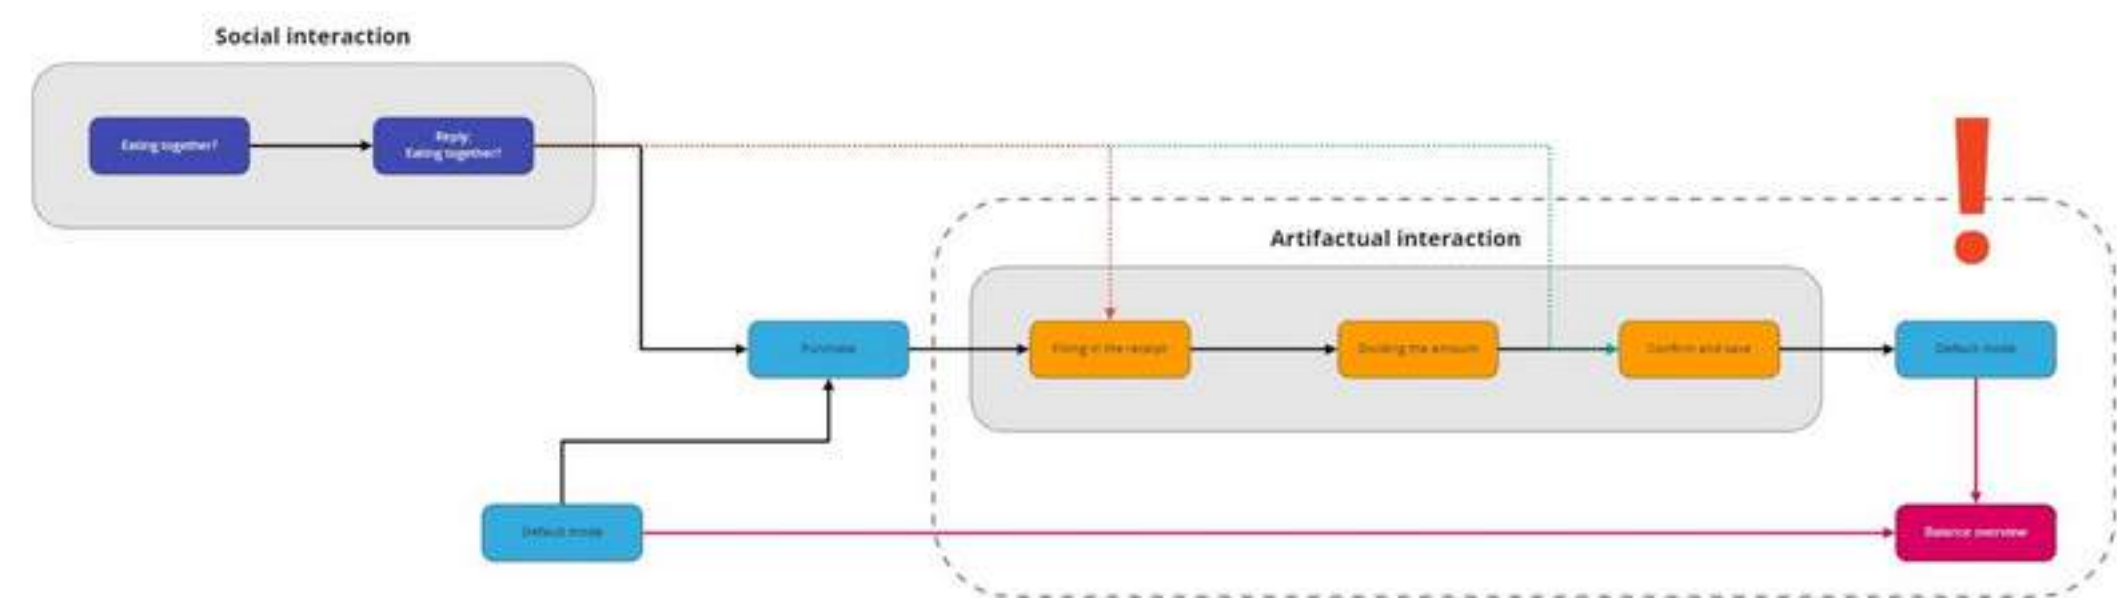 Social interaction
Eating together?
Reply:
Eating together?
Artifactual interaction
Purchase
Filling in the receipt
Dividing the amount
Confirm and save
Default mode
Default mode
Balance overview